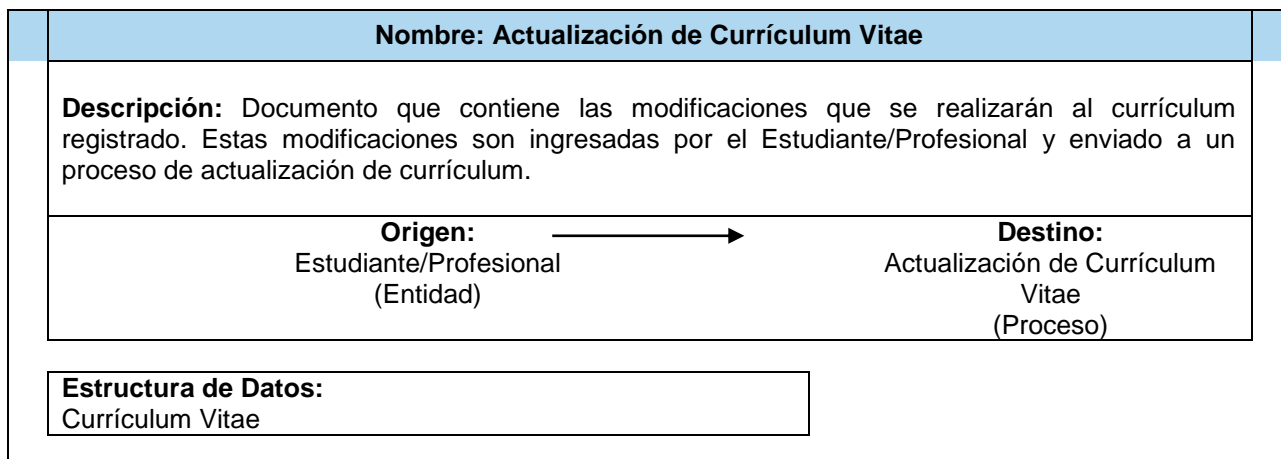 Nombre: Actualización de Currículum Vitae
Descripción: Documento que contiene las modificaciones que se realizarán al currículum
registrado. Estas modificaciones son ingresadas por el Estudiante/Profesional y enviado a un
proceso de actualización de currículum.
Origen:
Estudiante/Profesional
(Entidad)
Destino:
Actualización de Currículum
Vitae
(Proceso)
Estructura de Datos:
Currículum Vitae